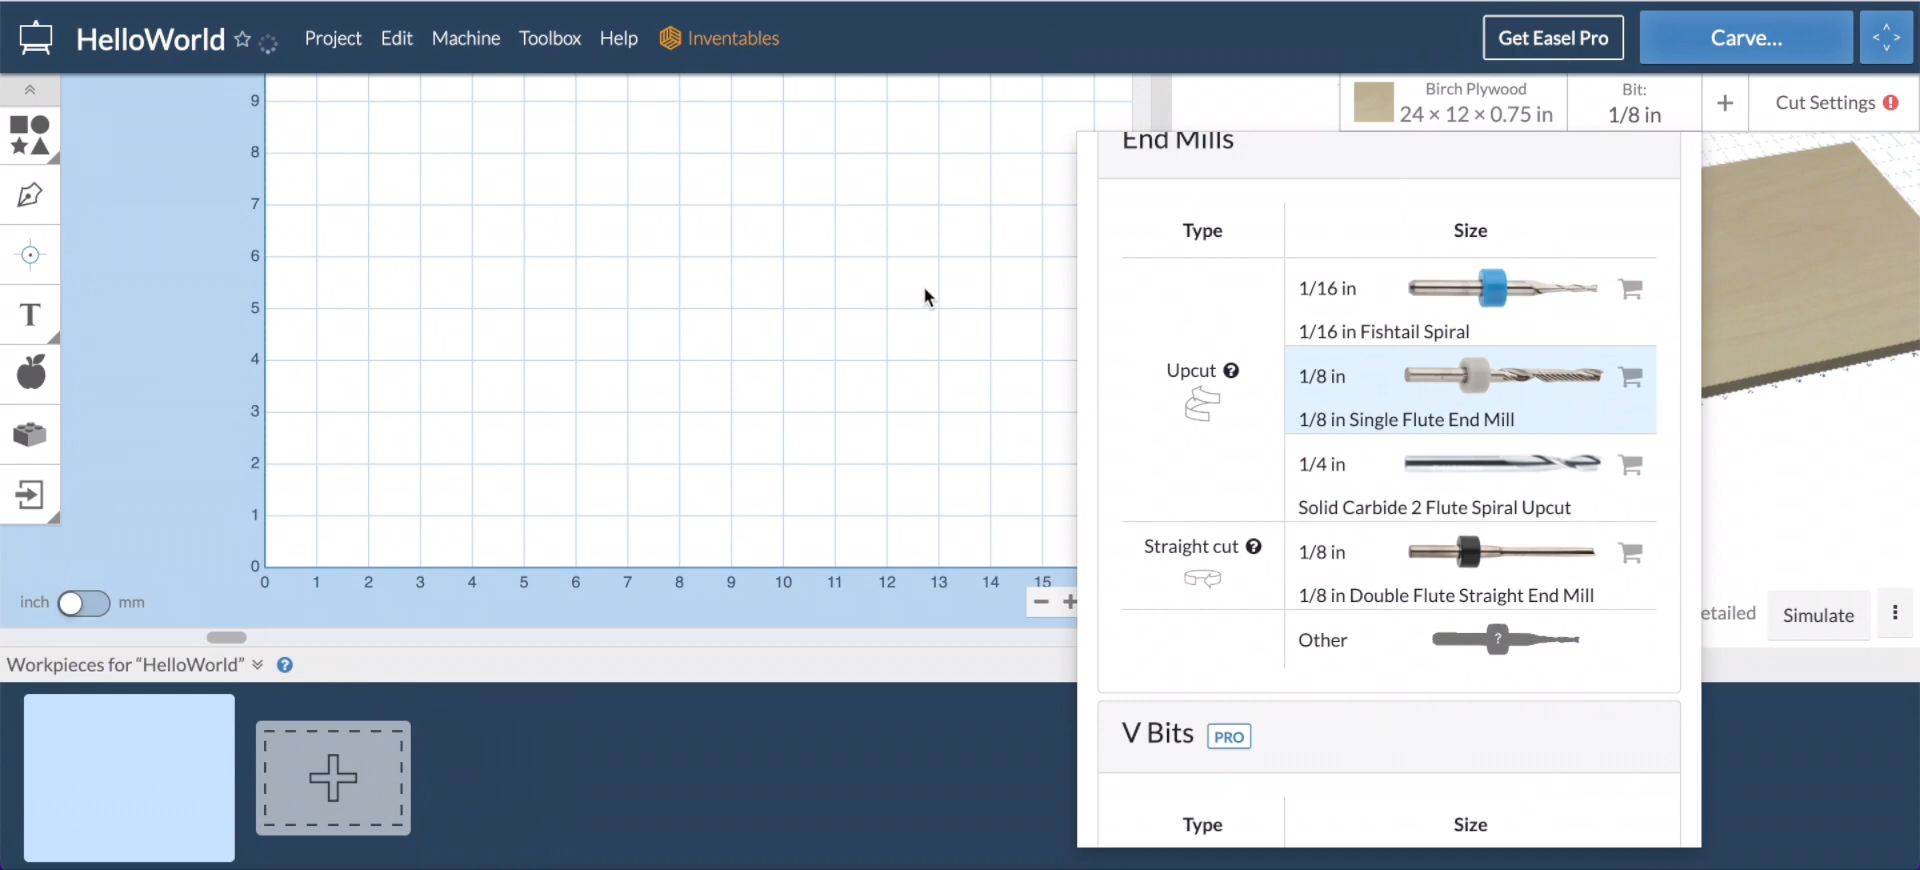 HelloWorld
Project Edit Machine Toolbox Help Inventables
Get Easel Pro
Carve...
Birch Plywood
24 × 12 × 0.75 in
Bit:
1/8 in
+
Cut Settings
End Mills
Type Size
Upcut
1/16 in
1/16 in Fishtail Spiral
1/8 in
1/8 in Single Flute End Mill
1/4 in
Solid Carbide 2 Flute Spiral Upcut
Straight cut
1/8 in
1/8 in Double Flute Straight End Mill
Other
?
V Bits PRO
Type Size
T
9
8
7
6
5
4
3
2
1
0
0 1 2 3 4 5 6 7 8 9 10 11 12 13 14 15
inch mm
− +
etailed
Simulate
Workpieces for “HelloWorld” ?